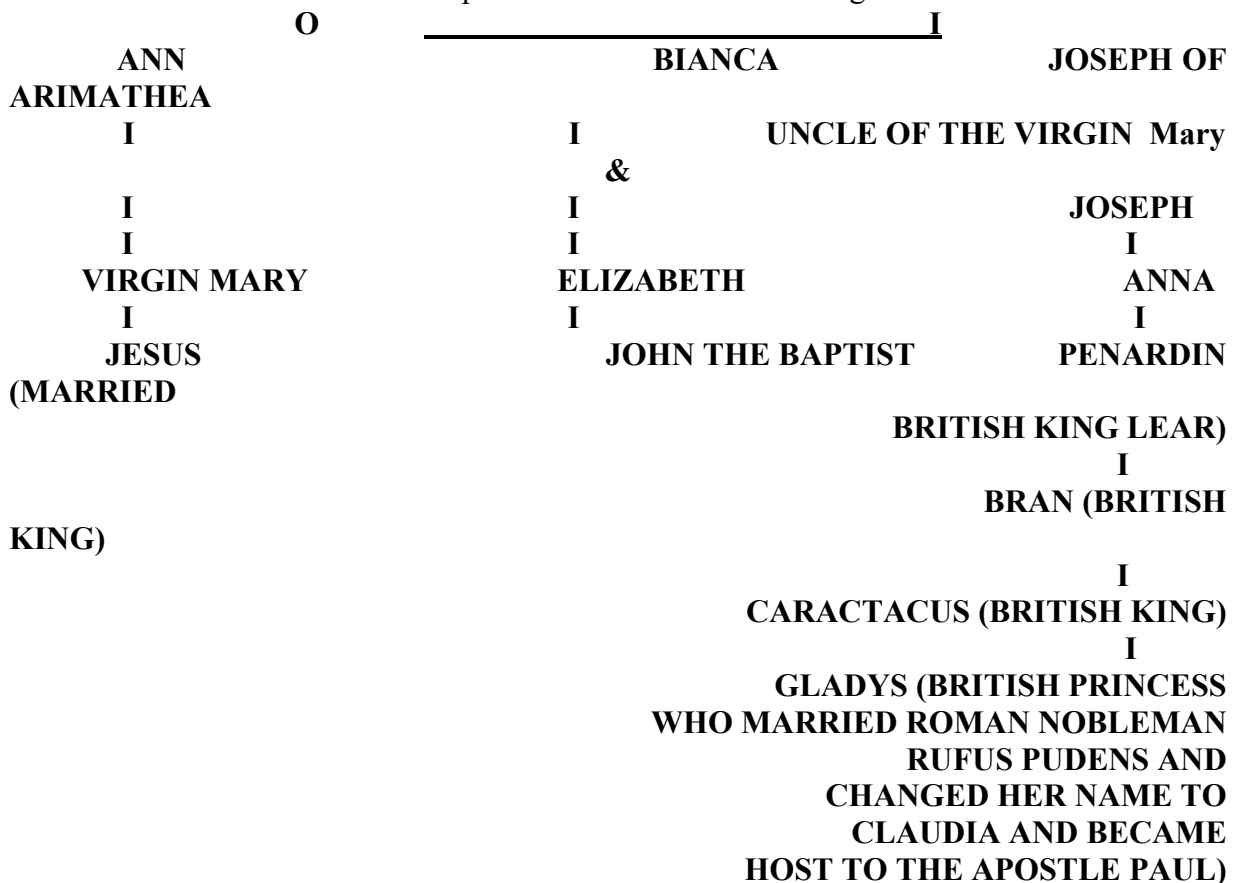 O I
ANN BIANCA JOSEPH OF
ARIMATHEA
I I UNCLE OF THE VIRGIN Mary
&
I I JOSEPH
I I I
VIRGIN MARY ELIZABETH ANNA
I I I
JESUS JOHN THE BAPTIST PENARDIN
(MARRIED
BRITISH KING LEAR)
I
BRAN (BRITISH
KING)
I
CARACTACUS (BRITISH KING)
I
GLADYS (BRITISH PRINCESS
WHO MARRIED ROMAN NOBLEMAN
RUFUS PUDENS AND
CHANGED HER NAME TO
CLAUDIA AND BECAME
HOST TO THE APOSTLE PAUL)